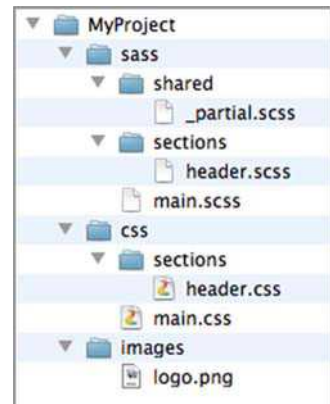 MyProject
sass
shared
_partial.scss
sections
header.scss
main.scss
css
sections
header.css
main.css
images
logo.png